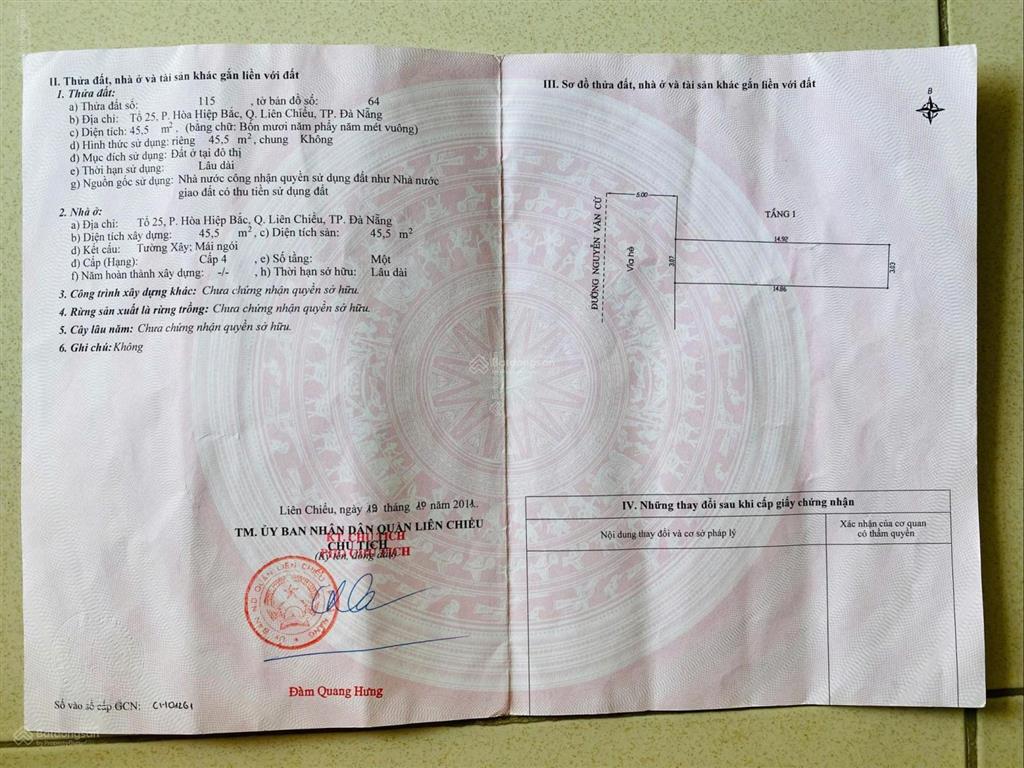 II. Thửa đất, nhà ở và tài sản khác gắn liền với đất
1. Thửa đất:
a) Thửa đất số: 115 , tờ bản đồ số: 64
b) Địa chỉ: Tổ 25, P. Hòa Hiệp Bắc, Q. Liên Chiểu, TP. Đà Nẵng
c) Diện tích: 45,5 m², (bằng chữ: Bốn mươi năm phẩy năm mét vuông)
d) Hình thức sử dụng: riêng 45,5 m², chung Không
đ) Mục đích sử dụng: Đất ở tại đô thị
e) Thời hạn sử dụng: Lâu dài
g) Nguồn gốc sử dụng: Nhà nước công nhận quyền sử dụng đất như Nhà nước
giao đất có thu tiền sử dụng đất
2. Nhà ở:
a) Địa chỉ: Tổ 25, P. Hòa Hiệp Bắc, Q. Liên Chiểu, TP. Đà Nẵng
b) Diện tích xây dựng: 45,5 m², c) Diện tích sàn: 45,5 m²
d) Kết cấu: Tường Xây; Mái ngói
đ) Cấp (Hạng): Cấp 4 , e) Số tầng: Một
f) Năm hoàn thành xây dựng: -/- , h) Thời hạn sở hữu: Lâu dài
3. Công trình xây dựng khác: Chưa chứng nhận quyền sở hữu.
4. Rừng sản xuất là rừng trồng: Chưa chứng nhận quyền sở hữu.
5. Cây lâu năm: Chưa chứng nhận quyền sở hữu.
6. Ghi chú: Không
Liên Chiểu, ngày tháng năm
TM. ỦY BAN NHÂN DÂN QUẬN LIÊN CHIỂU
KT. CHỦ TỊCH
CHỦ TỊCH
PHÓ CHỦ TỊCH
(Ký tên, đóng dấu)
Đàm Quang Hưng
Số vào sổ cấp GCN:
III. Sơ đồ thửa đất, nhà ở và tài sản khác gắn liền với đất
B
ĐƯỜNG NGUYỄN VĂN CỪ
5.00
Vỉa hè
3.07
TẦNG 1
14.92
3.03
14.86
IV. Những thay đổi sau khi cấp giấy chứng nhận
Nội dung thay đổi và cơ sở pháp lý
Xác nhận của cơ quan
có thẩm quyền
Batdongsan
by PropertyGuru